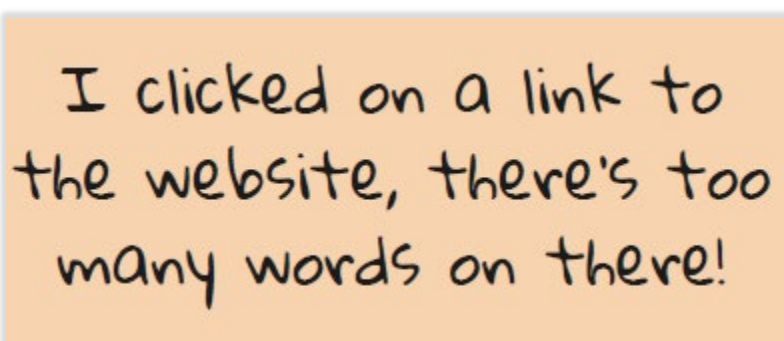 I clicked on a link to
the website, there's too
many words on there!